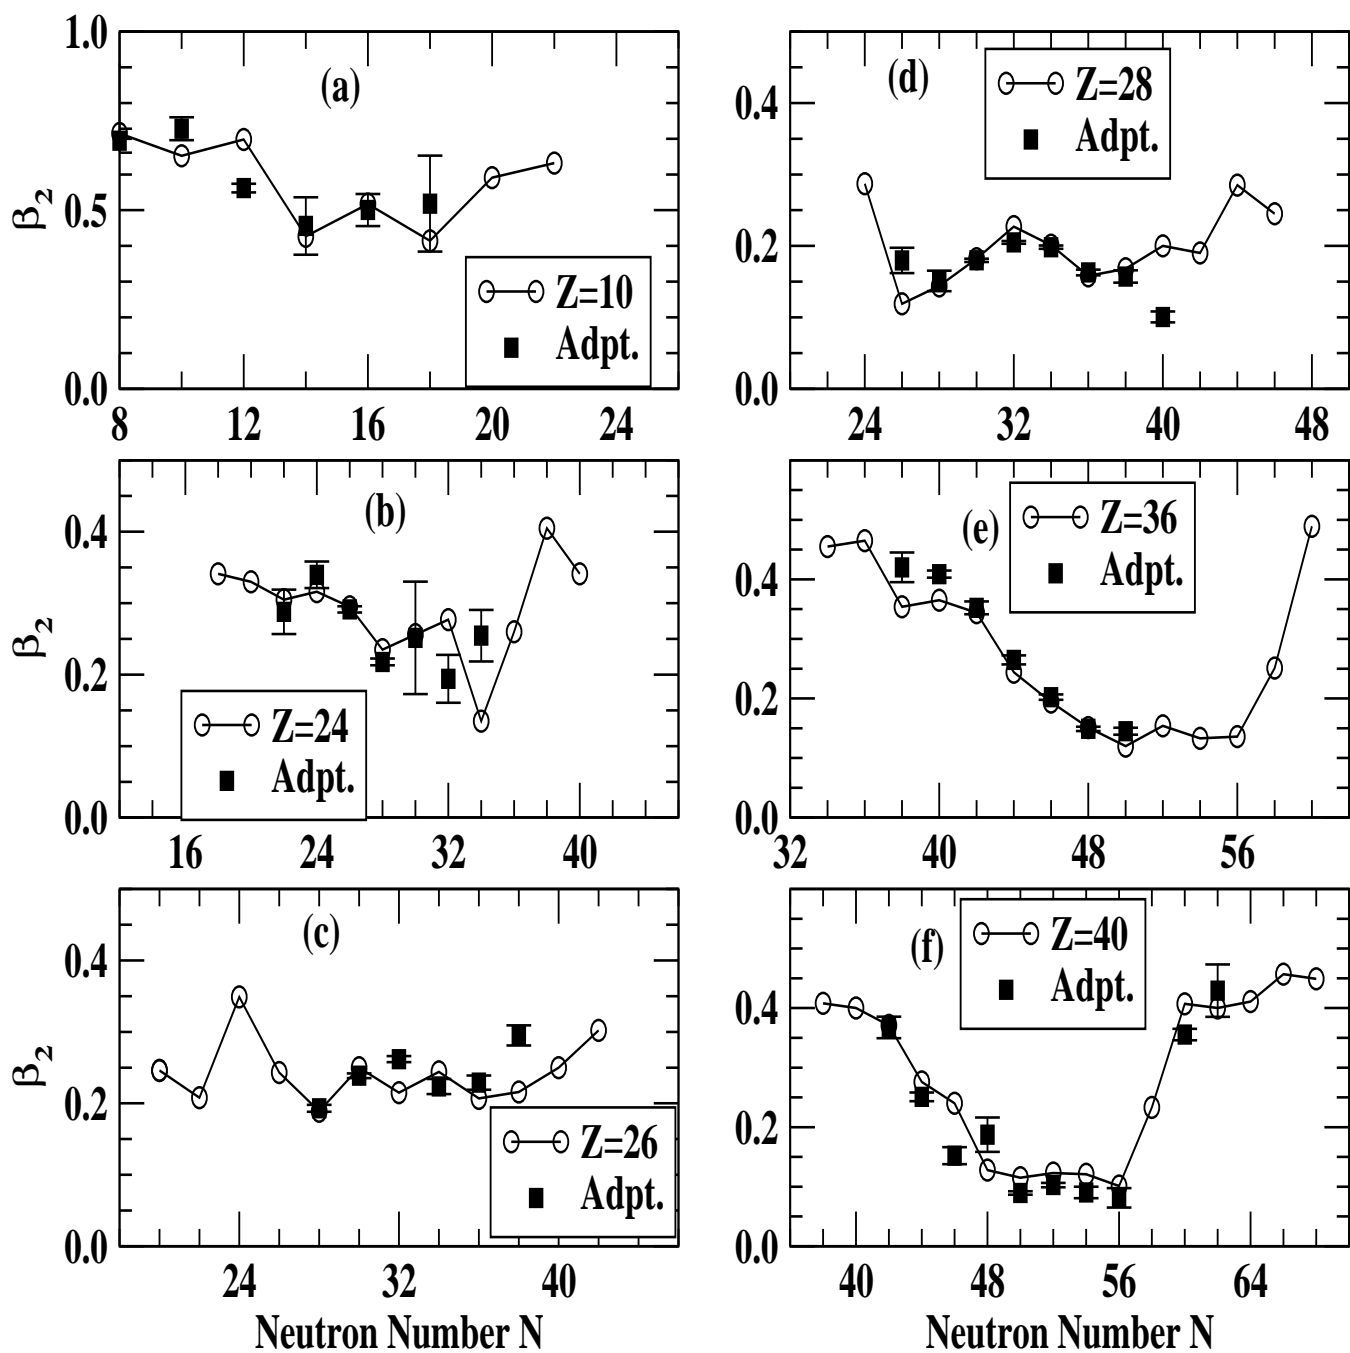 1.0
(a)
β₂
0.5
Z=10
Adpt.
0.0
8 12 16 20 24
(d)
Z=28
Adpt.
0.4
0.2
0.0
24 32 40 48
(b)
0.4
β₂
0.2
Z=24
Adpt.
0.0
16 24 32 40
(e)
Z=36
Adpt.
0.4
0.2
0.0
32 40 48 56
(c)
0.4
β₂
0.2
Z=26
Adpt.
0.0
24 32 40
Neutron Number N
(f)
Z=40
Adpt.
0.4
0.2
0.0
40 48 56 64
Neutron Number N